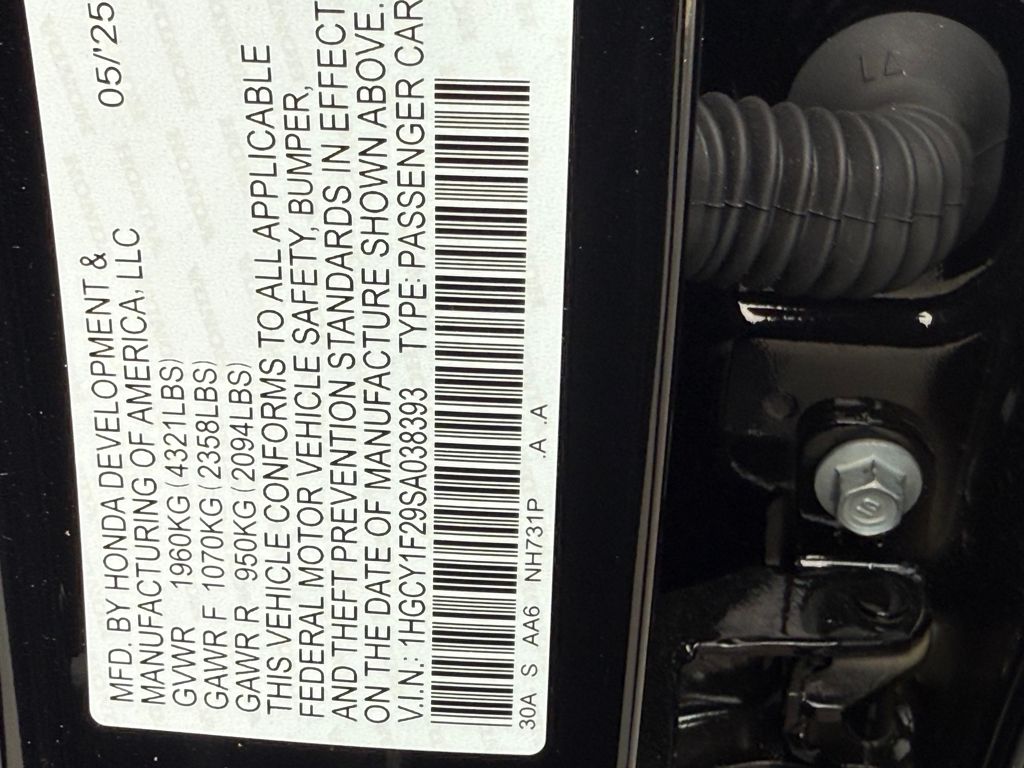 MFD. BY HONDA DEVELOPMENT & 05/'25
MANUFACTURING OF AMERICA, LLC
GVWR 1960KG (4321LBS)
GAWR F 1070KG (2358LBS)
GAWR R 950KG (2094LBS)
THIS VEHICLE CONFORMS TO ALL APPLICABLE
FEDERAL MOTOR VEHICLE SAFETY, BUMPER,
AND THEFT PREVENTION STANDARDS IN EFFECT
ON THE DATE OF MANUFACTURE SHOWN ABOVE.
V.I.N.: 1HGCY1F29SA038393 TYPE: PASSENGER CAR
30A S AA6 NH731P .A .A